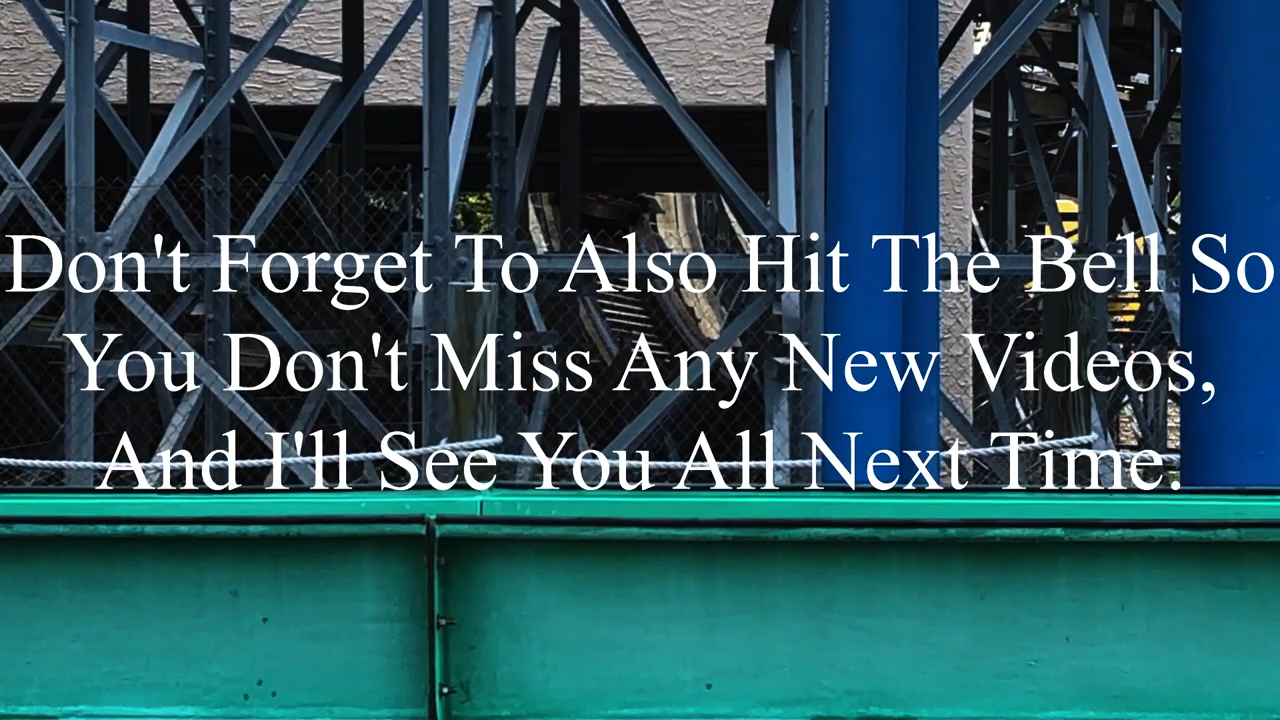 Don't Forget To Also Hit The Bell So
You Don't Miss Any New Videos,
And I'll See You All Next Time.